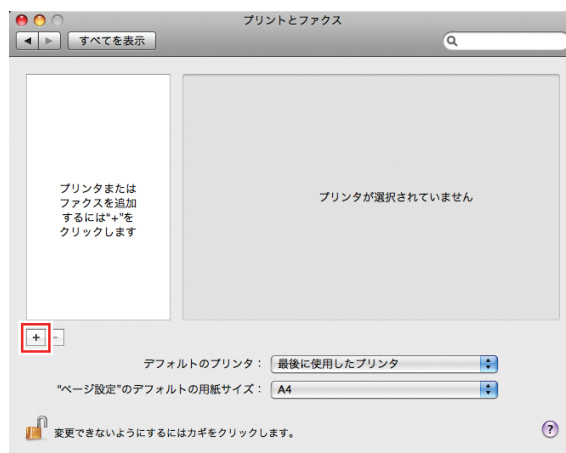 プリントとファクス
すべてを表示
プリンタまたは
ファクスを追加
するには“+”を
クリックします
プリンタが選択されていません
+ -
デフォルトのプリンタ： 最後に使用したプリンタ
“ページ設定”のデフォルトの用紙サイズ： A4
変更できないようにするにはカギをクリックします。
?